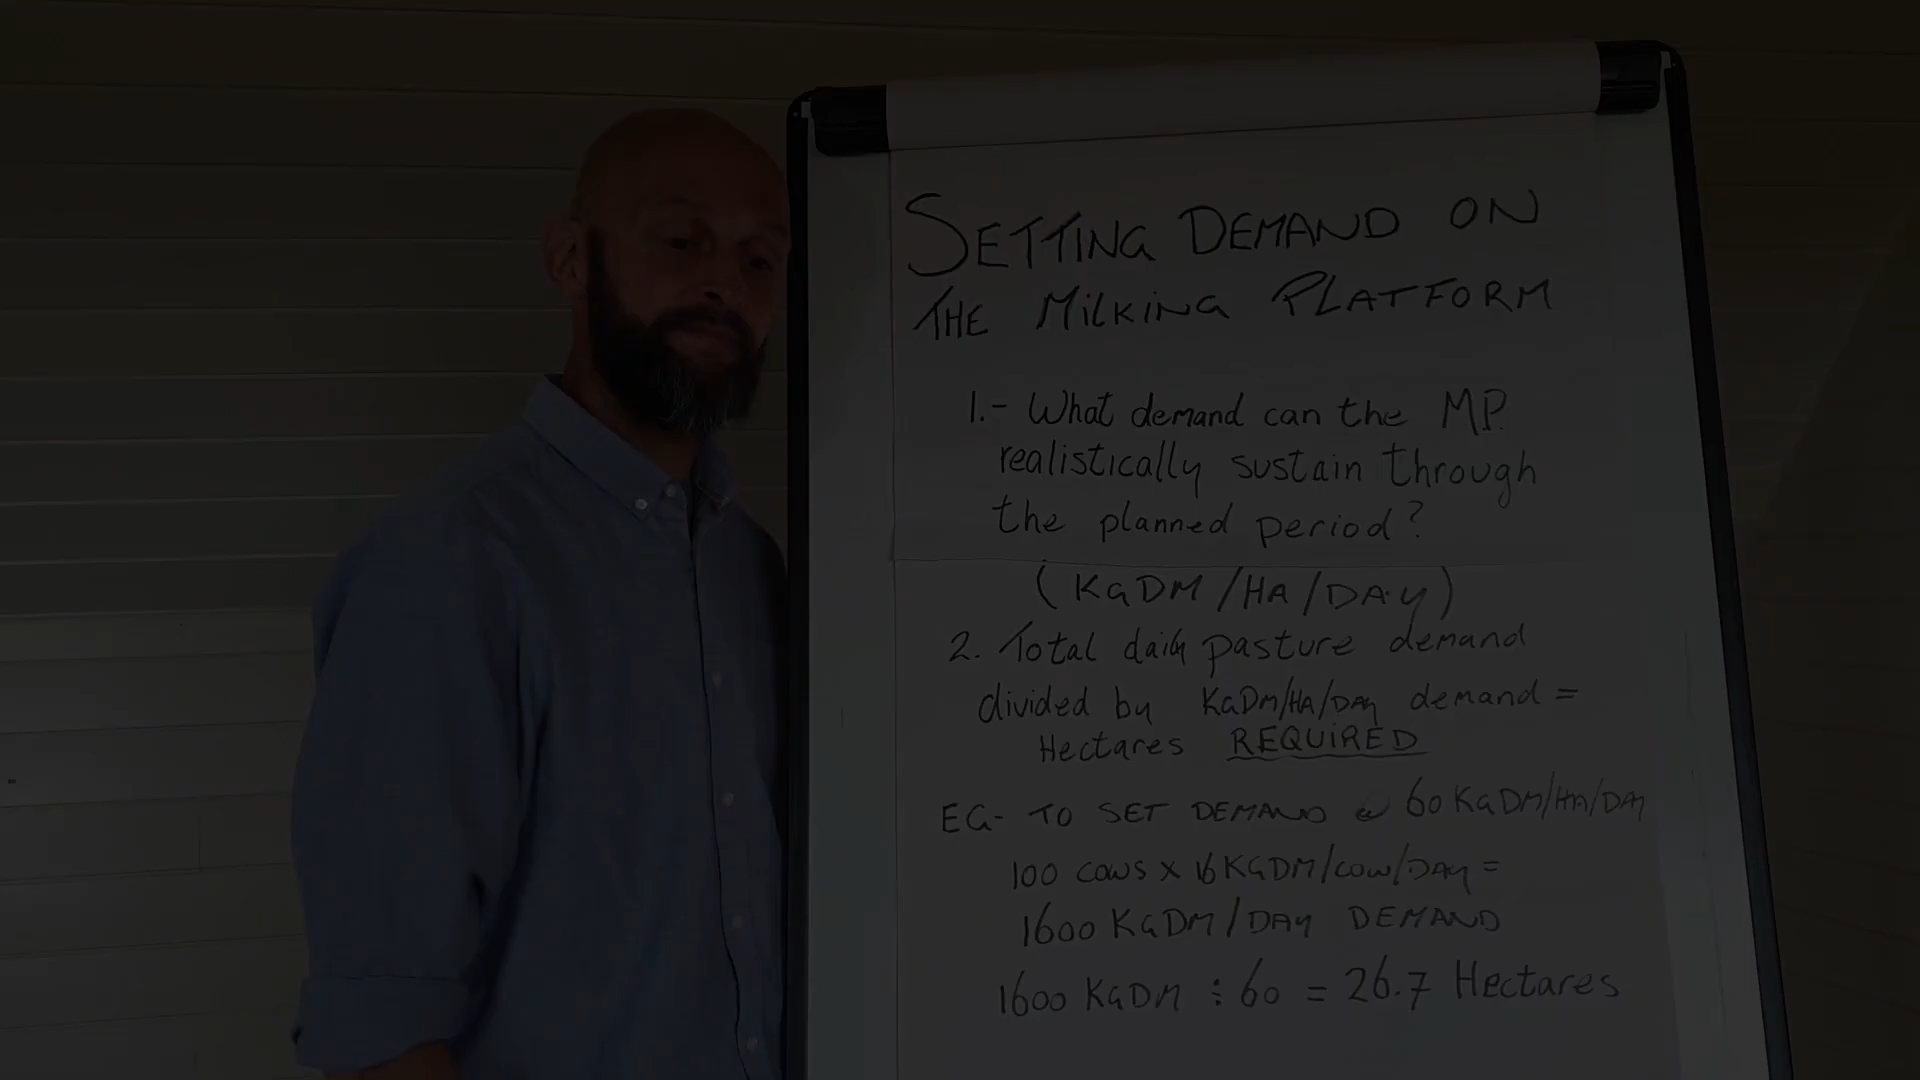 SETTING DEMAND ON
THE MILKING PLATFORM
1.- What demand can the M.P.
realistically sustain through
the planned period?
(KGDM/HA/DAY)
2. Total daily pasture demand
divided by KGDM/HA/DAY demand =
Hectares REQUIRED
EG- TO SET DEMAND @ 60 KGDM/HA/DAY
100 COWS x 16 KGDM/COW/DAY =
1600 KGDM/DAY DEMAND
1600 KGDM ÷ 60 = 26.7 Hectares